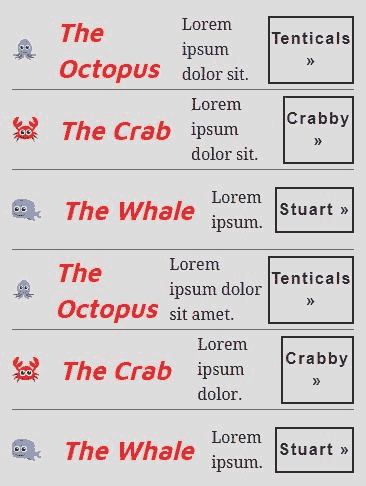 The
Octopus
Lorem
ipsum
dolor sit.
Tenticals
»
The Crab
Lorem
ipsum
dolor sit.
Crabby
»
The Whale
Lorem
ipsum.
Stuart »
The
Octopus
Lorem
ipsum dolor
sit amet.
Tenticals
»
The Crab
Lorem
ipsum
dolor.
Crabby
»
The Whale
Lorem
ipsum.
Stuart »